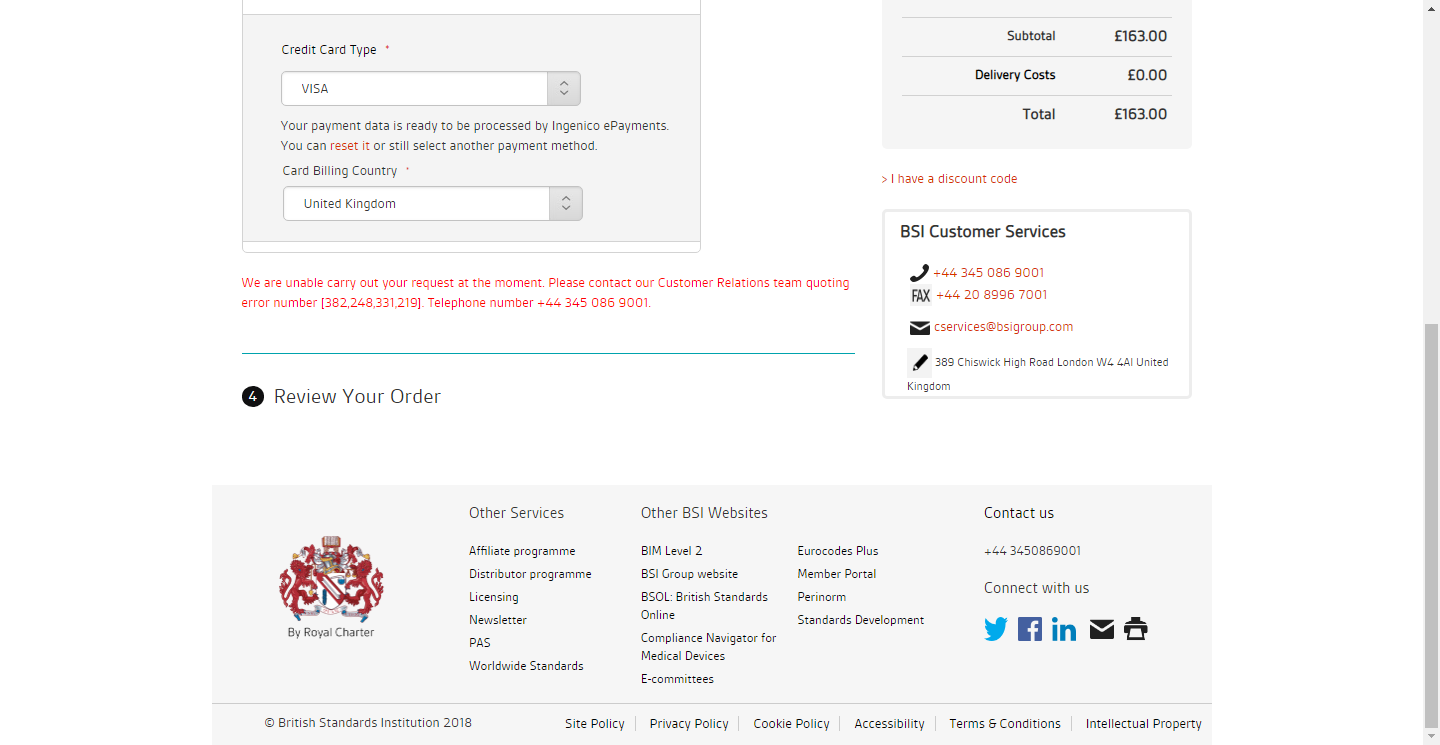 Credit Card Type *
VISA
Your payment data is ready to be processed by Ingenico ePayments.
You can reset it or still select another payment method.
Card Billing Country *
United Kingdom
We are unable carry out your request at the moment. Please contact our Customer Relations team quoting
error number [382,248,331,219]. Telephone number +44 345 086 9001.
4 Review Your Order
Subtotal £163.00
Delivery Costs £0.00
Total £163.00
> I have a discount code
BSI Customer Services
+44 345 086 9001
FAX +44 20 8996 7001
cservices@bsigroup.com
389 Chiswick High Road London W4 4Al United
Kingdom
By Royal Charter
Other Services
Affiliate programme
Distributor programme
Licensing
Newsletter
PAS
Worldwide Standards
Other BSI Websites
BIM Level 2
BSI Group website
BSOL: British Standards
Online
Compliance Navigator for
Medical Devices
E-committees
Eurocodes Plus
Member Portal
Perinorm
Standards Development
Contact us
+44 3450869001
Connect with us
© British Standards Institution 2018
Site Policy
Privacy Policy
Cookie Policy
Accessibility
Terms & Conditions
Intellectual Property